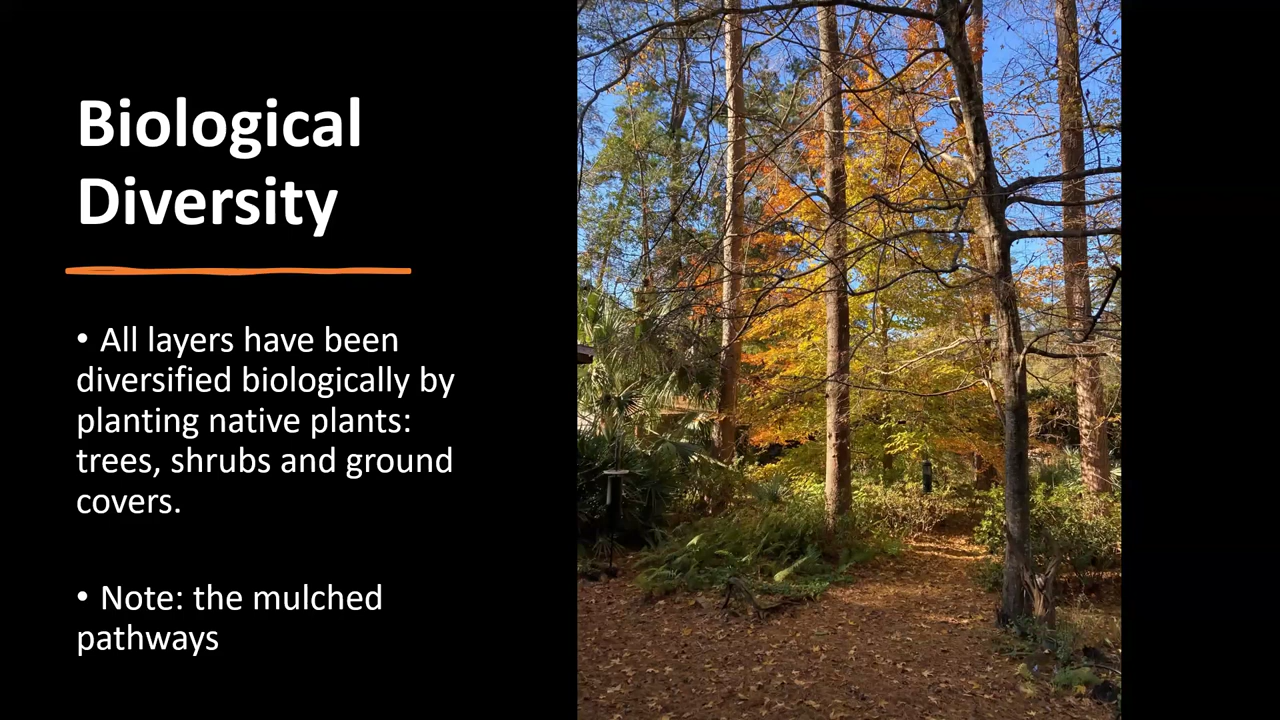 Biological
Diversity
• All layers have been
diversified biologically by
planting native plants:
trees, shrubs and ground
covers.
• Note: the mulched
pathways